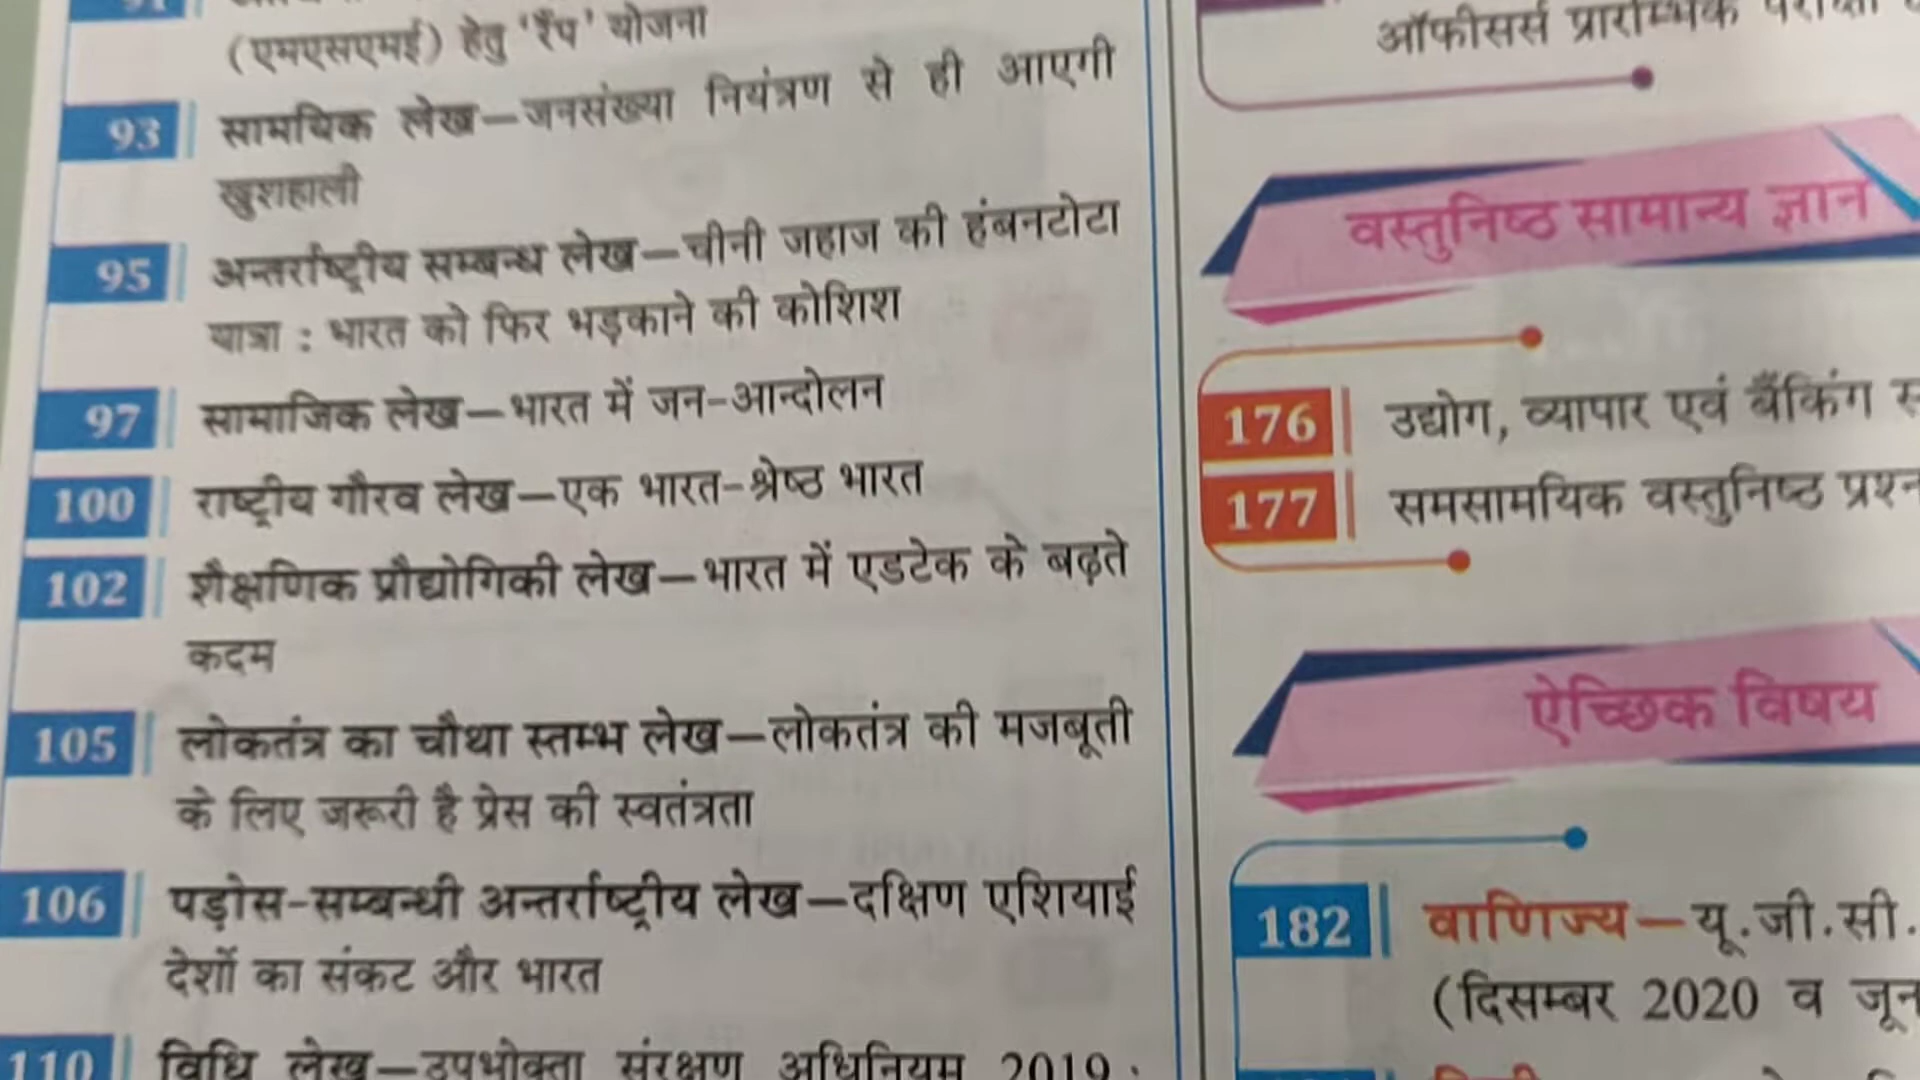 (एमएसएमई) हेतु 'रैंप' योजना
93 सामयिक लेख—जनसंख्या नियंत्रण से ही आएगी
खुशहाली
95 अन्तर्राष्ट्रीय सम्बन्ध लेख—चीनी जहाज की हंबनटोटा
यात्रा : भारत को फिर भड़काने की कोशिश
97 सामाजिक लेख—भारत में जन-आन्दोलन
100 राष्ट्रीय गौरव लेख—एक भारत-श्रेष्ठ भारत
102 शैक्षणिक प्रौद्योगिकी लेख—भारत में एडटेक के बढ़ते
कदम
105 लोकतंत्र का चौथा स्तम्भ लेख—लोकतंत्र की मजबूती
के लिए जरूरी है प्रेस की स्वतंत्रता
106 पड़ोस-सम्बन्धी अन्तर्राष्ट्रीय लेख—दक्षिण एशियाई
देशों का संकट और भारत
110 विधि लेख—उपभोक्ता संरक्षण अधिनियम 2019
ऑफीसर्स प्रारम्भिक परीक्षा
वस्तुनिष्ठ सामान्य ज्ञान
176 उद्योग, व्यापार एवं बैंकिंग
177 समसामयिक वस्तुनिष्ठ प्रश्न
ऐच्छिक विषय
182 वाणिज्य—यू.जी.सी.
(दिसम्बर 2020 व जून